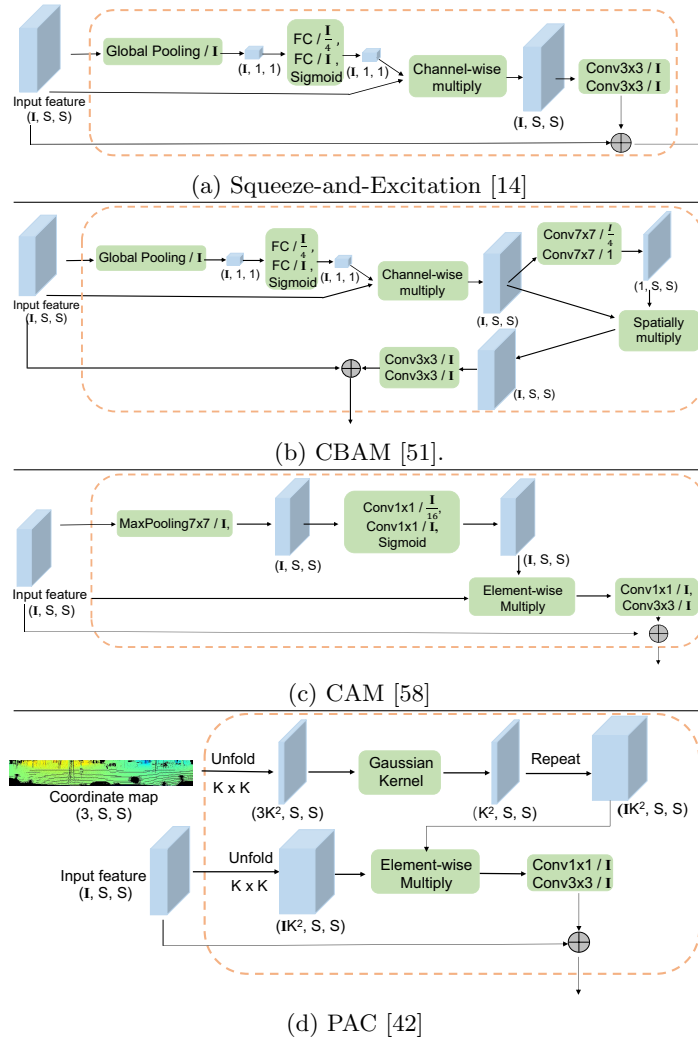 Global Pooling / I
(I, 1, 1)
FC / I/4 ,
FC / I,
Sigmoid
(I, 1, 1)
Channel-wise
multiply
(I, S, S)
Conv3x3 / I
Conv3x3 / I
Input feature
(I, S, S)
(a) Squeeze-and-Excitation [14]
Global Pooling / I
(I, 1, 1)
FC / I/4 ,
FC / I,
Sigmoid
(I, 1, 1)
Channel-wise
multiply
(I, S, S)
Conv7x7 / I/4
Conv7x7 / 1
(1, S, S)
Spatially
multiply
Input feature
(I, S, S)
Conv3x3 / I
Conv3x3 / I
(I, S, S)
(b) CBAM [51].
MaxPooling7x7 / I,
(I, S, S)
Conv1x1 / I/16,
Conv1x1 / I,
Sigmoid
(I, S, S)
Input feature
(I, S, S)
Element-wise
Multiply
Conv1x1 / I,
Conv3x3 / I
(c) CAM [58]
Unfold
K x K
Coordinate map
(3, S, S)
(3K², S, S)
Gaussian
Kernel
(K², S, S)
Repeat
(IK², S, S)
Input feature
(I, S, S)
Unfold
K x K
(IK², S, S)
Element-wise
Multiply
Conv1x1 / I
Conv3x3 / I
(d) PAC [42]